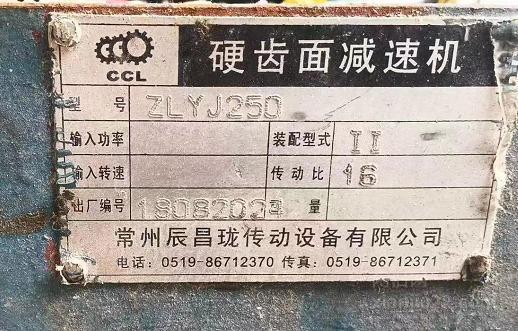 CCL 硬齿面减速机
型 号 ZLYJ250
输入功率 装配型式 II
输入转速 传动比 16
出厂编号 18082024 量
常州辰昌珑传动设备有限公司
电话：0519-86712370 传真：0519-86712371